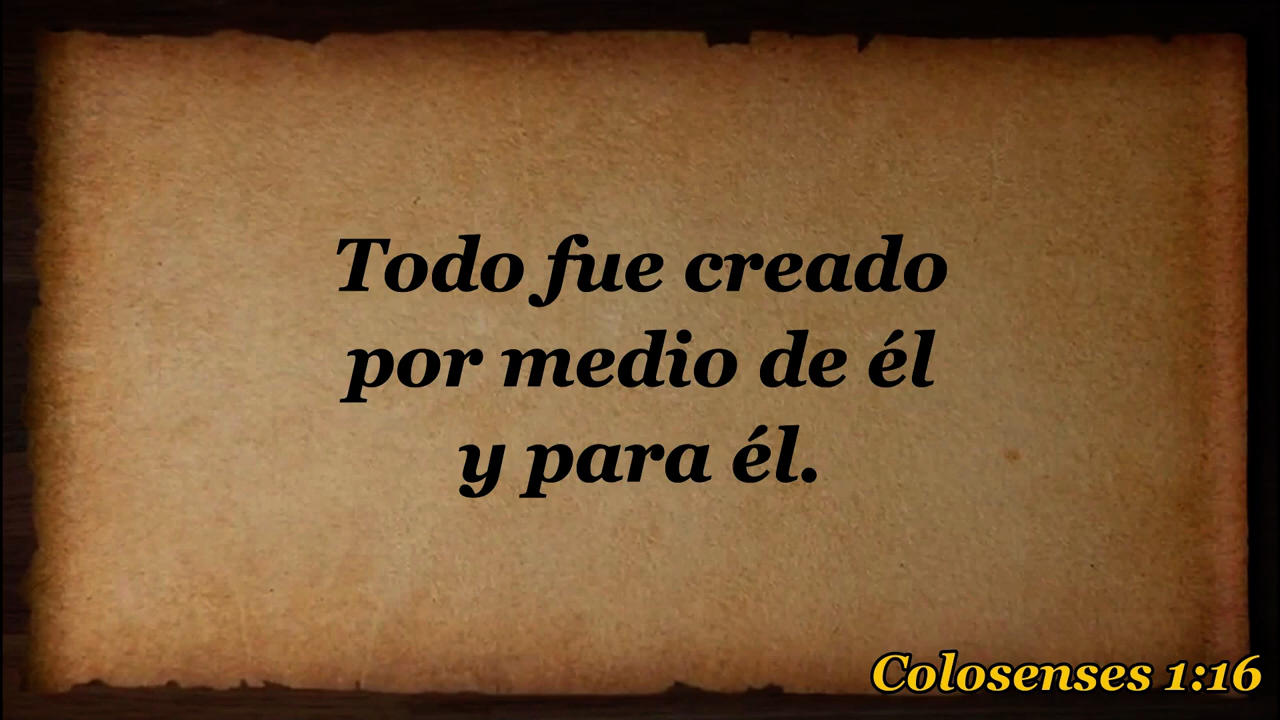 Todo fue creado
por medio de él
y para él.
Colosenses 1:16